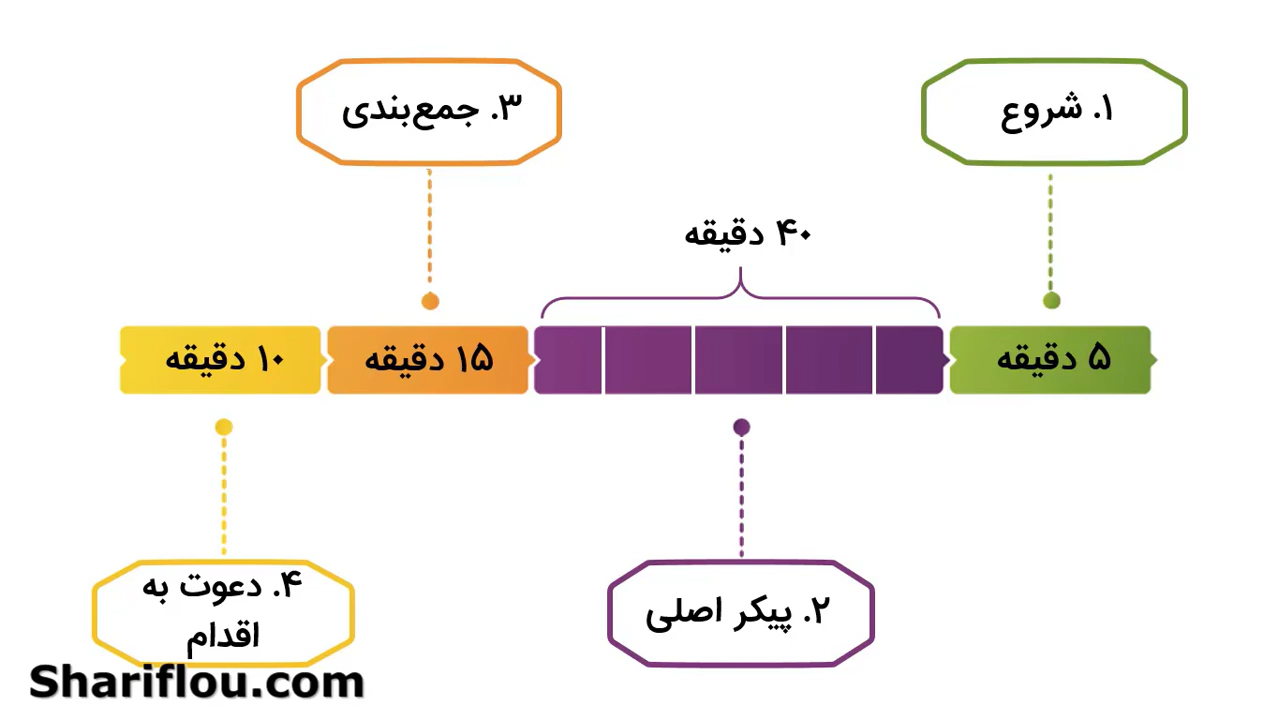 ۱. شروع
۳. جمع‌بندی
۴۰ دقیقه
۵ دقیقه
۱۵ دقیقه
۱۰ دقیقه
۲. پیکر اصلی
۴. دعوت به
اقدام
Shariflou.com